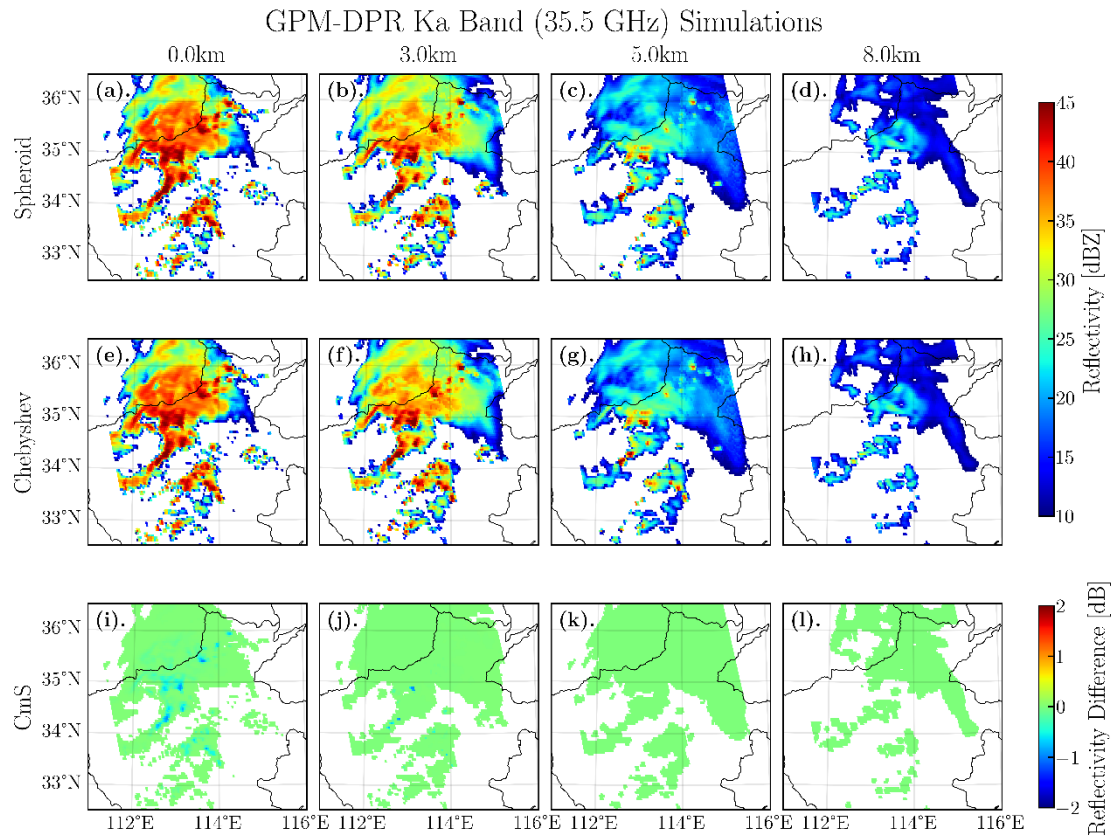 GPM-DPR Ka Band (35.5 GHz) Simulations
0.0km 3.0km 5.0km 8.0km
Spheroid
36°N
35°N
34°N
33°N
(a). (b). (c). (d).
Chebyshev
36°N
35°N
34°N
33°N
(e). (f). (g). (h).
45
40
35
30
25
20
15
10
Reflectivity [dBZ]
CmS
36°N
35°N
34°N
33°N
(i). (j). (k). (l).
2
1
0
−1
−2
Reflectivity Difference [dB]
112°E 114°E 116°E 112°E 114°E 112°E 114°E 112°E 114°E 116°E